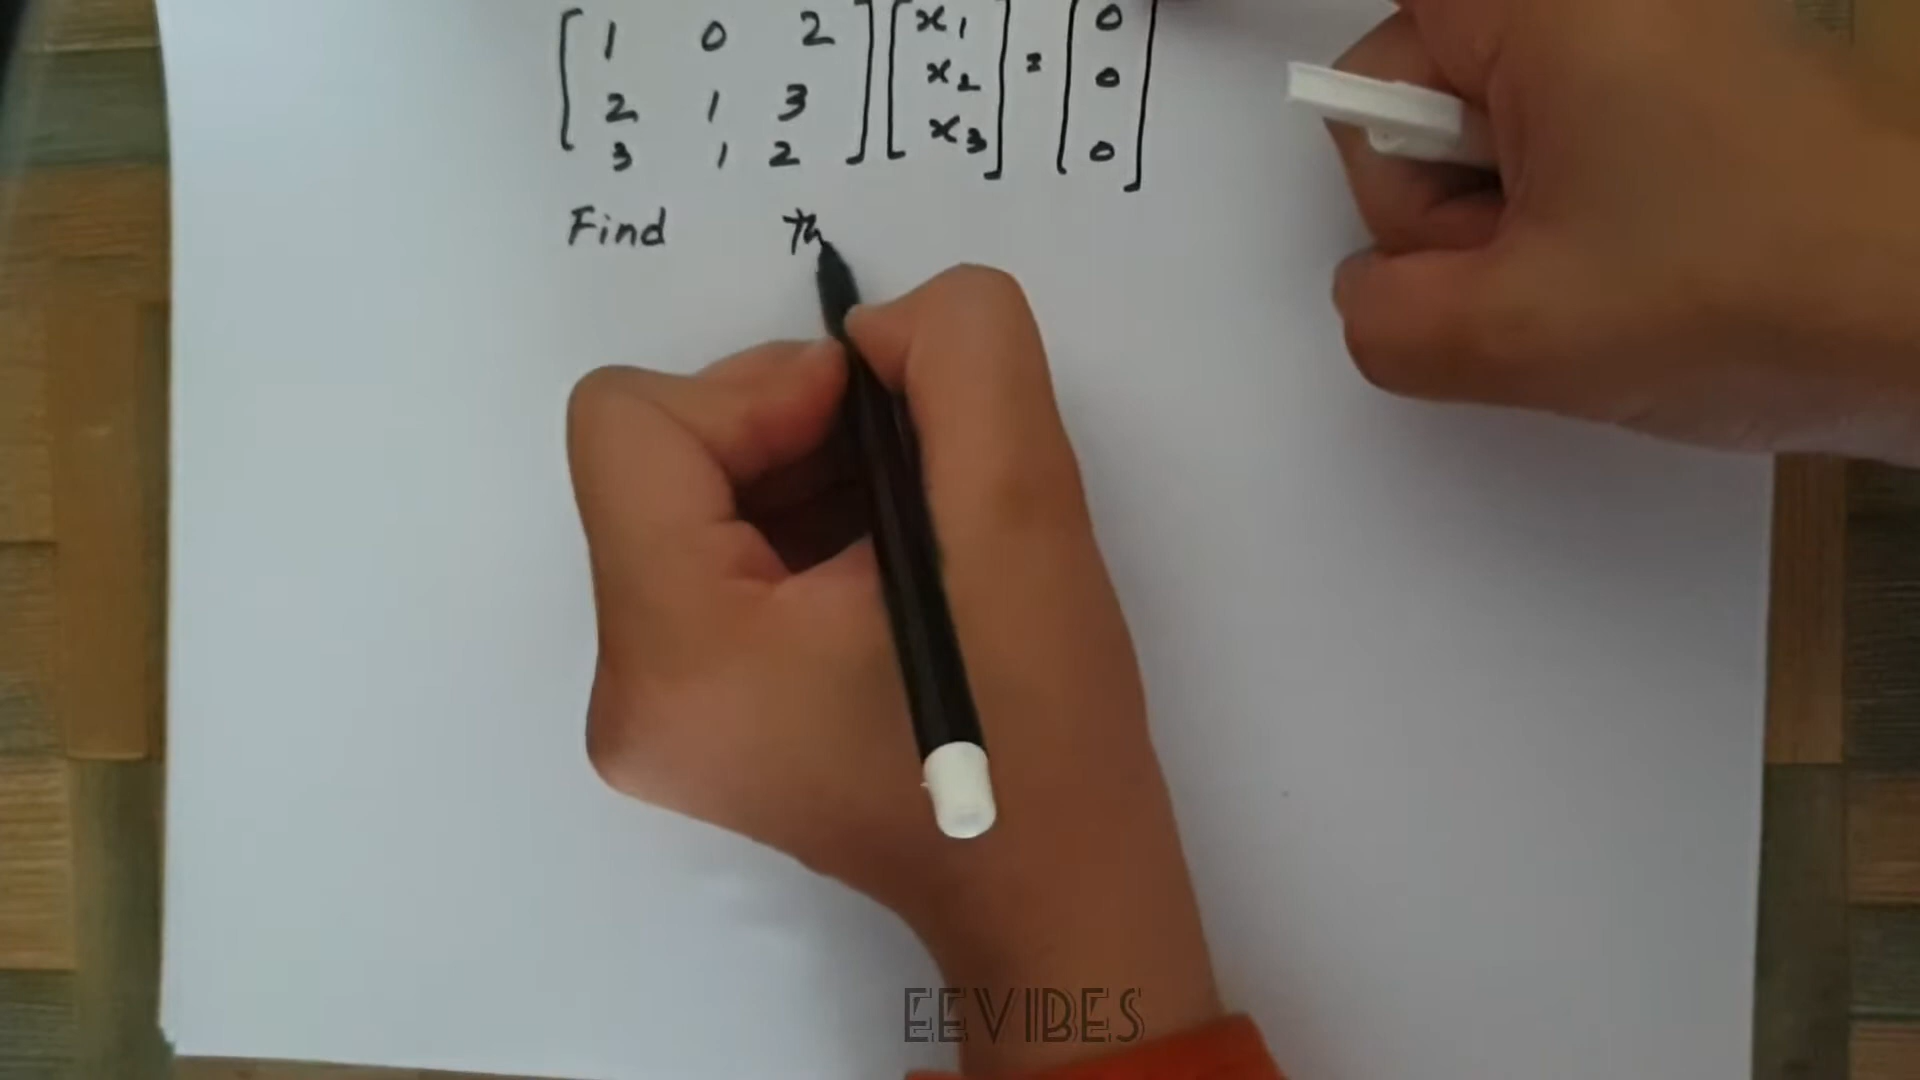 1 0 2 x1 0
2 1 3 x2 = 0
3 1 2 x3 0
Find th
EEVIBES